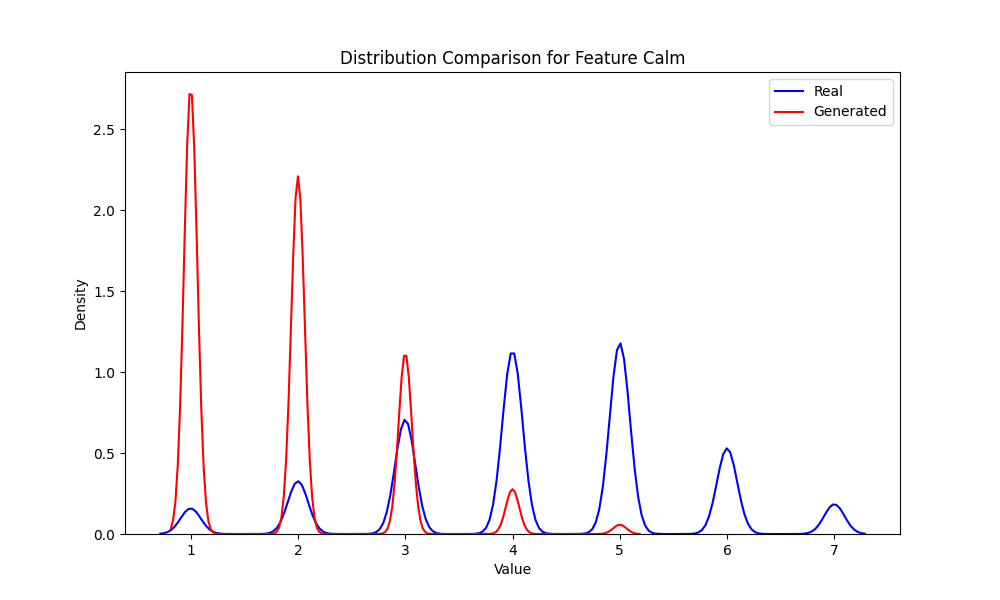 Distribution Comparison for Feature Calm
Real
Generated
Density
2.5
2.0
1.5
1.0
0.5
0.0
1 2 3 4 5 6 7
Value